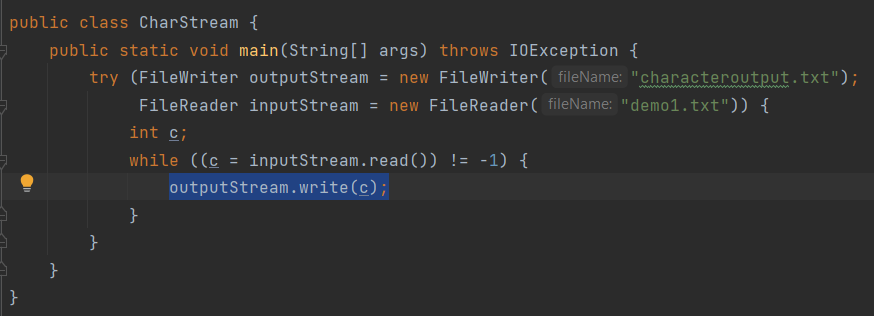 public class CharStream {
public static void main(String[] args) throws IOException {
try (FileWriter outputStream = new FileWriter( fileName: "characteroutput.txt");
FileReader inputStream = new FileReader( fileName: "demo1.txt")) {
int c;
while ((c = inputStream.read()) != -1) {
outputStream.write(c);
}
}
}
}